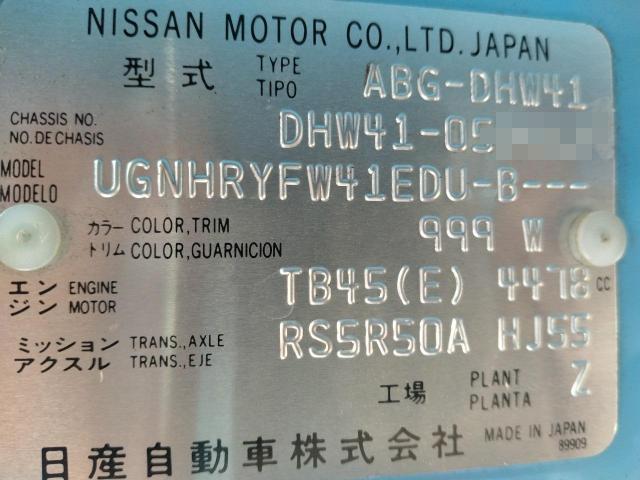 NISSAN MOTOR CO.,LTD. JAPAN
型式 TYPE TIPO ABG-DHW41
CHASSIS NO. NO. DE CHASIS DHW41-0
MODEL MODELO UGNHRYFW41EDU-B---
カラー COLOR,TRIM トリム COLOR,GUARNICION 999 W
エンジン ENGINE MOTOR TB45(E) 4478 CC
ミッション TRANS.,AXLE アクスル TRANS.,EJE RS5R50A HJ55
工場 PLANT PLANTA Z
日産自動車株式会社 MADE IN JAPAN
89909